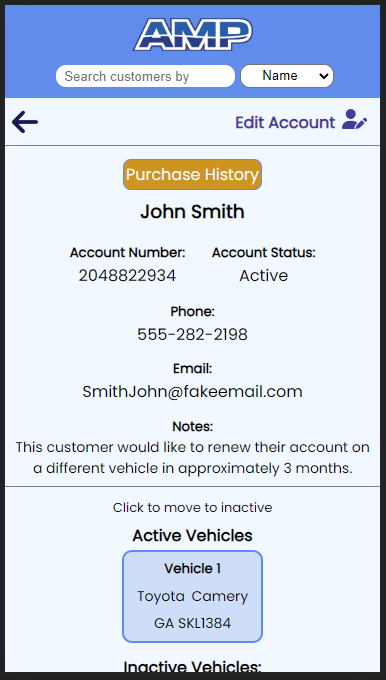 AMP
Search customers by
Name
Edit Account
Purchase History
John Smith
Account Number: Account Status:
2048822934 Active
Phone:
555-282-2198
Email:
SmithJohn@fakeemail.com
Notes:
This customer would like to renew their account on
a different vehicle in approximately 3 months.
Click to move to inactive
Active Vehicles
Vehicle 1
Toyota Camery
GA SKL1384
Inactive Vehicles: